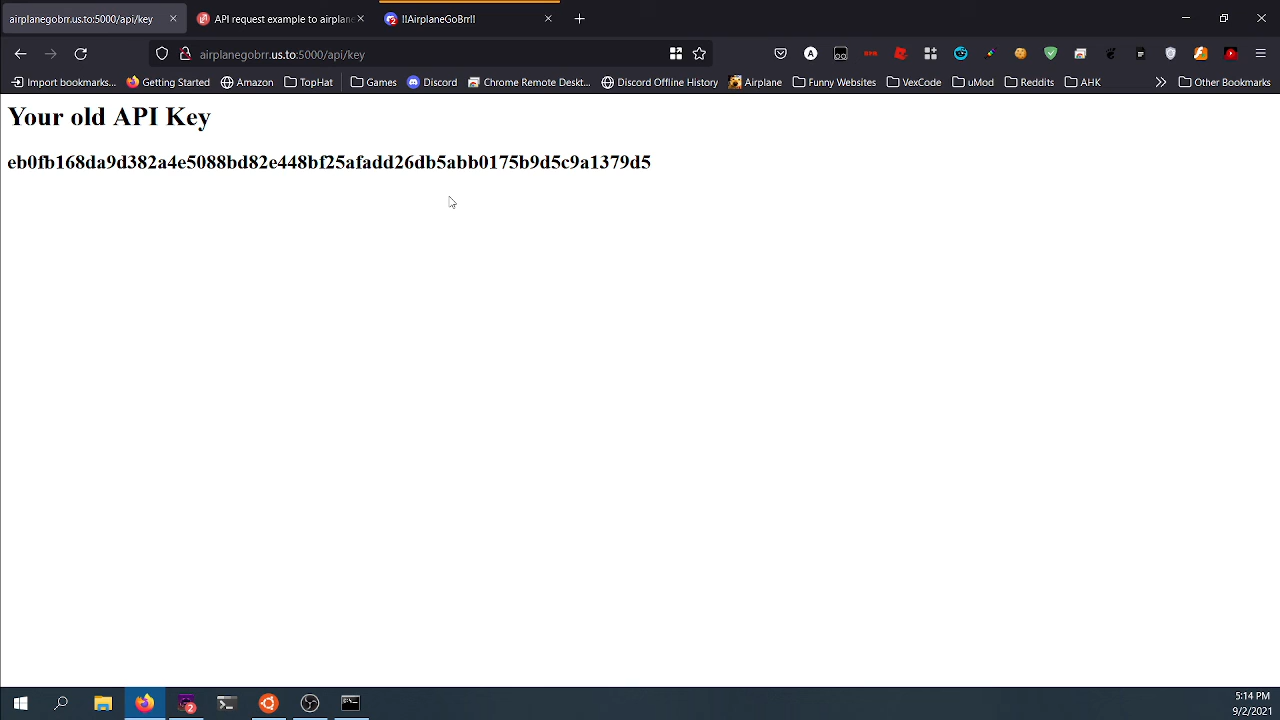 airplanegobrr.us.to:5000/api/key
API request example to airplane
!!AirplaneGoBrr!!
airplanegobrr.us.to:5000/api/key
Import bookmarks...
Getting Started
Amazon
TopHat
Games
Discord
Chrome Remote Deskt...
Discord Offline History
Airplane
Funny Websites
VexCode
uMod
Reddits
AHK
Other Bookmarks
Your old API Key
eb0fb168da9d382a4e5088bd82e448bf25afadd26db5abb0175b9d5c9a1379d5
5:14 PM
9/2/2021